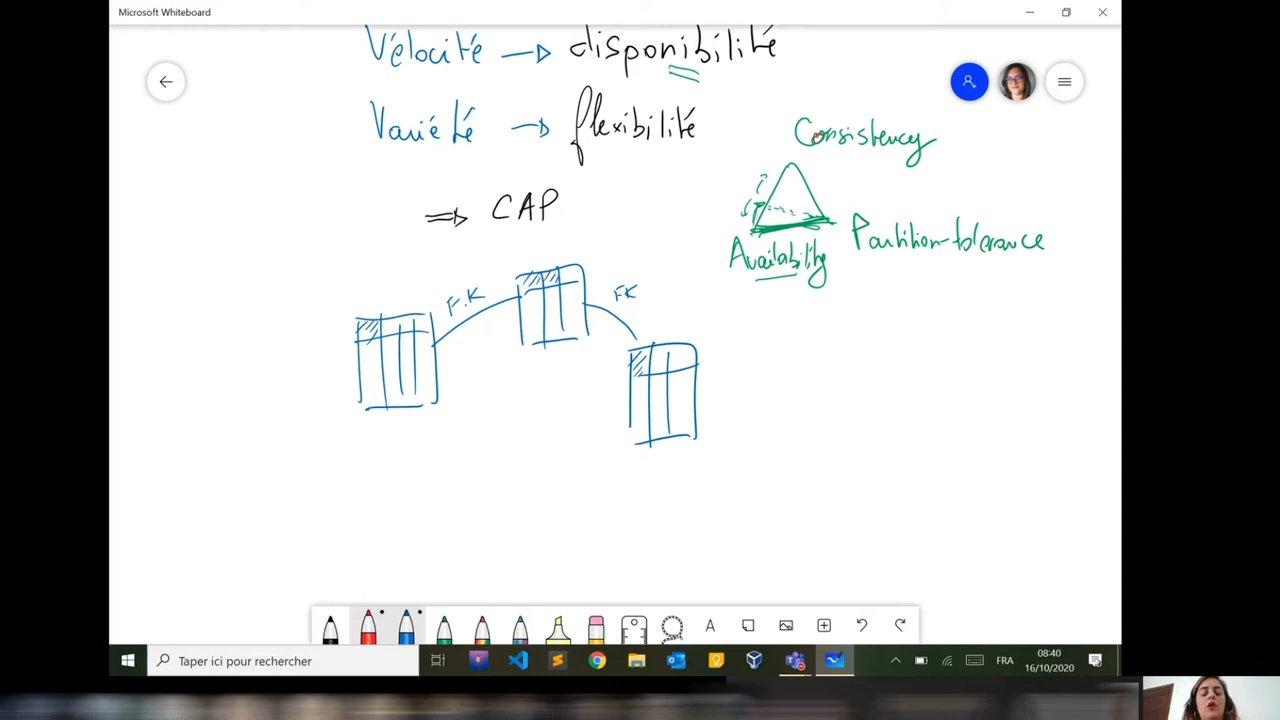 Microsoft Whiteboard
Vélocité → disponibilité
Variété → flexibilité
Consistency
⇒ CAP
Partition-tolerance
Availability
F.K
FK
A
Taper ici pour rechercher
FRA
08:40
16/10/2020